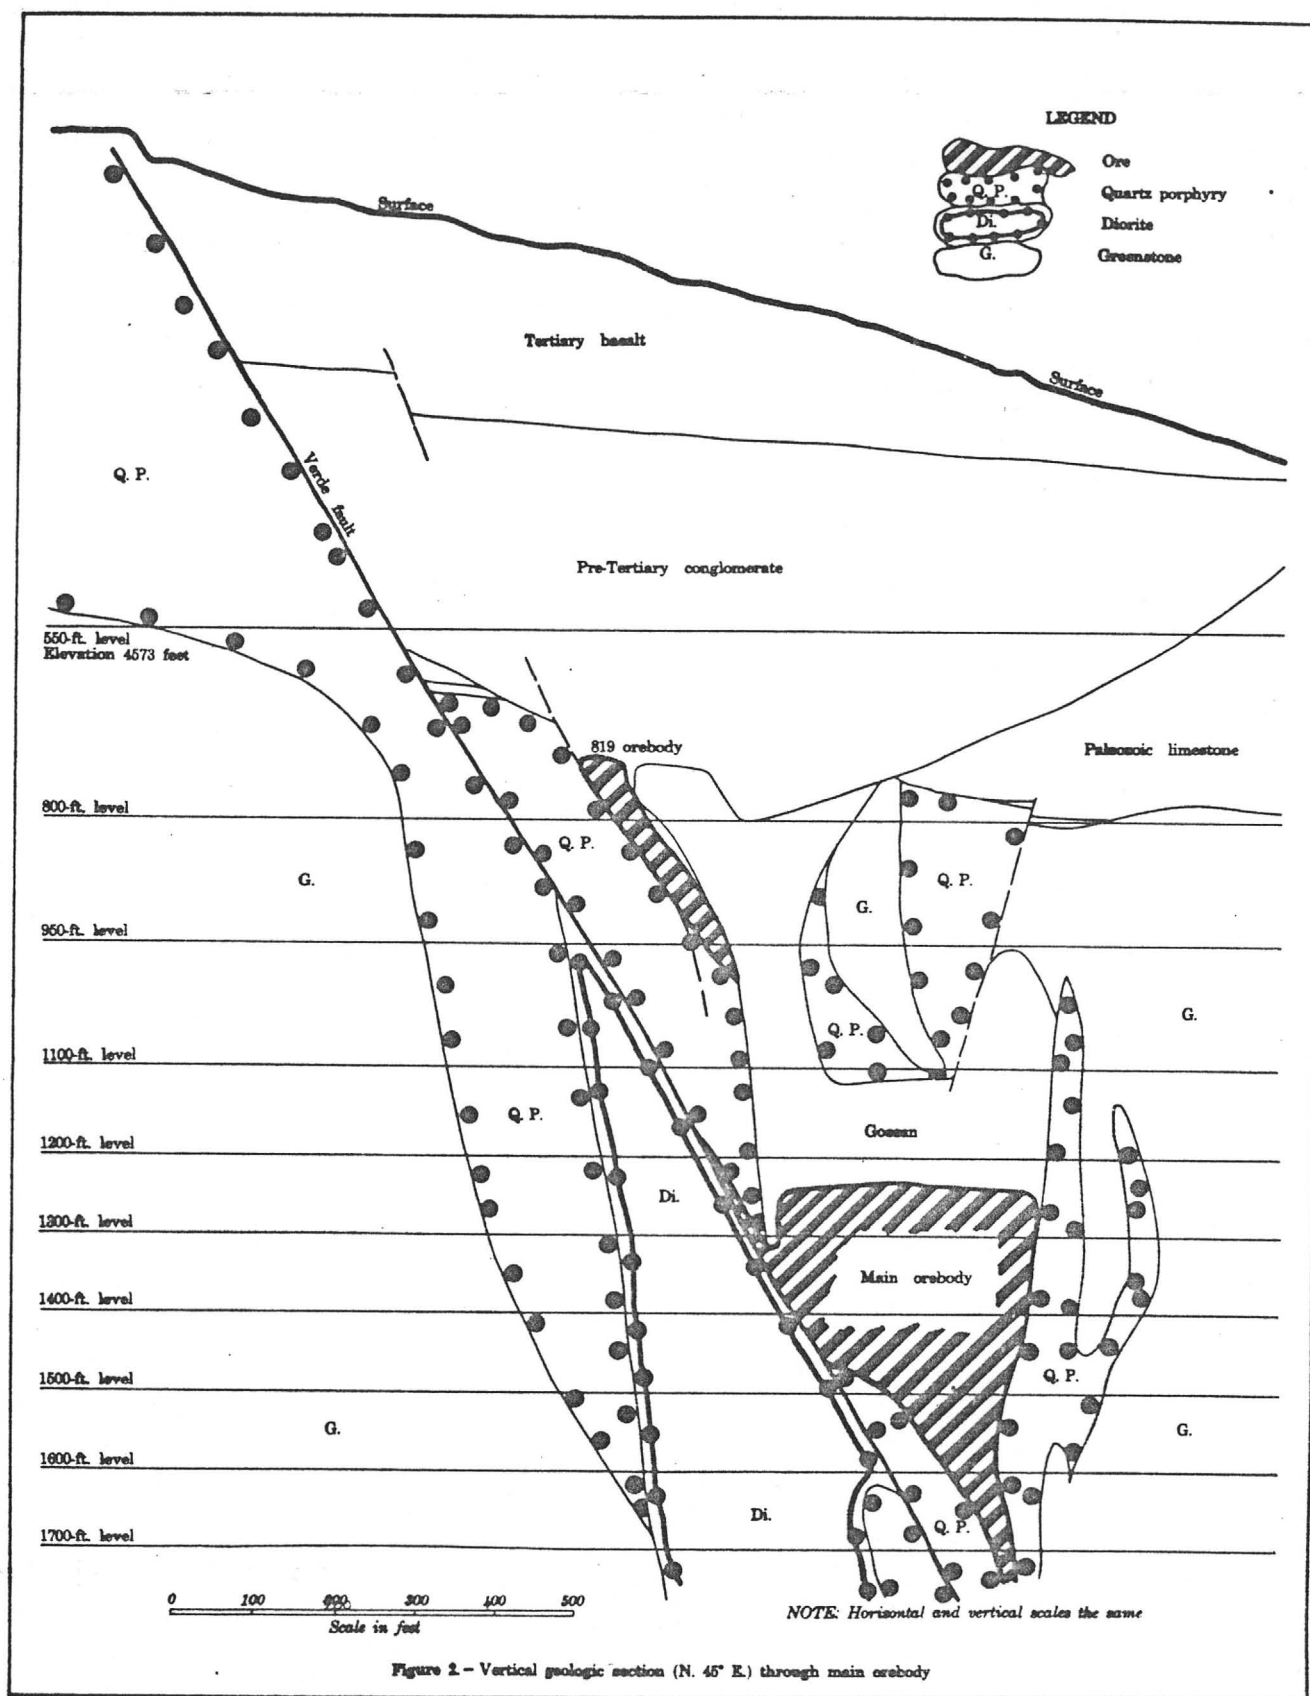 LEGEND
Ore
Q. P.
Quartz porphyry
Di.
Diorite
G.
Greenstone
Surface
Tertiary basalt
Surface
Verde fault
Q. P.
Pre-Tertiary conglomerate
550-ft. level
Elevation 4573 feet
819 orebody
Paleozoic limestone
800-ft. level
Q. P.
G.
Q. P.
G.
950-ft. level
Q. P.
G.
1100-ft. level
Q. P.
Gossan
1200-ft. level
Di.
1300-ft. level
Main orebody
1400-ft. level
1500-ft. level
Q. P.
G.
G.
1600-ft. level
Di.
Q. P.
1700-ft. level
0 100 200 300 400 500
Scale in feet
NOTE: Horizontal and vertical scales the same
Figure 2. – Vertical geologic section (N. 45° E.) through main orebody